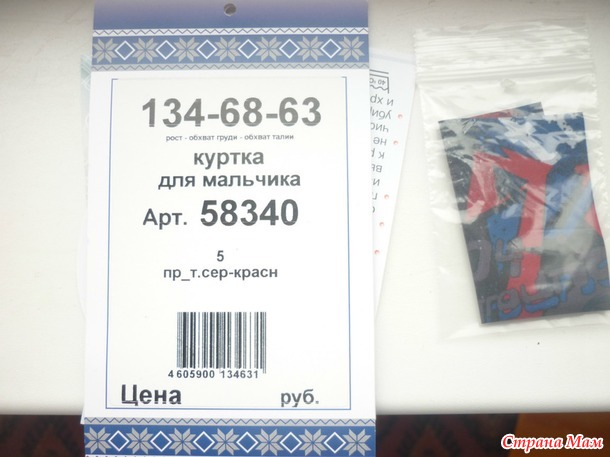 134-68-63
рост - обхват груди - обхват талии
куртка
для мальчика
Арт. 58340
5
пр_т.сер-красн
4 605900 134631
Цена руб.
40 °C
Страна Мам